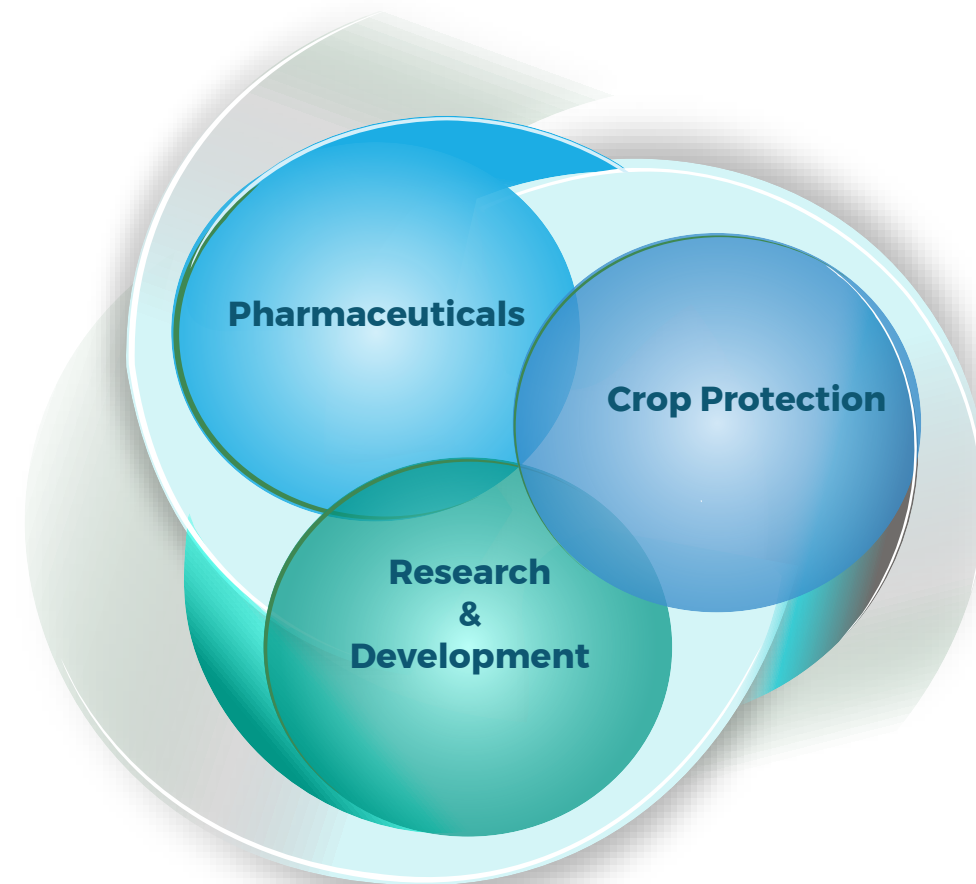 Pharmaceuticals
Crop Protection
Research
&
Development